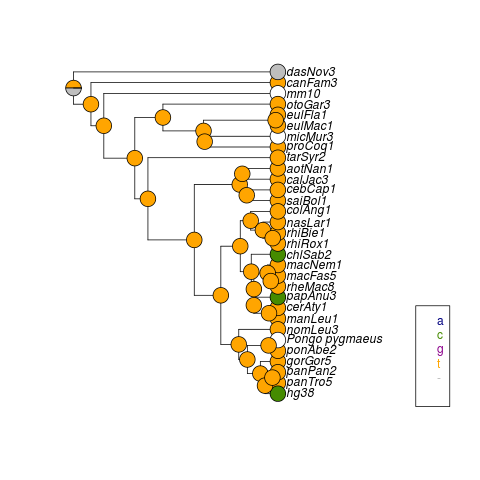 dasNov3
canFam3
mm10
otoGar3
eulFla1
eulMac1
micMur3
proCoq1
tarSyr2
aotNan1
calJac3
cebCap1
saiBol1
colAng1
nasLar1
rhiBie1
rhiRox1
chlSab2
macNem1
macFas5
rheMac8
papAnu3
cerAty1
manLeu1
nomLeu3
Pongo pygmaeus
ponAbe2
gorGor5
panPan2
panTro5
hg38
a
c
g
t
-